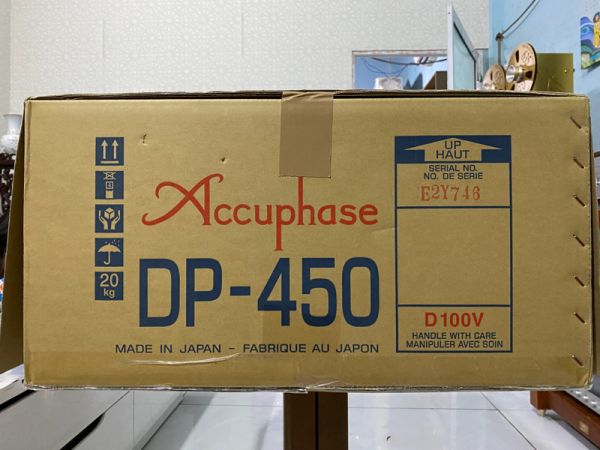 UP
HAUT
SERIAL NO.
NO. DE SERIE
E2Y746
Accuphase
DP-450
20
kg
D100V
HANDLE WITH CARE
MANIPULER AVEC SOIN
MADE IN JAPAN - FABRIQUE AU JAPON